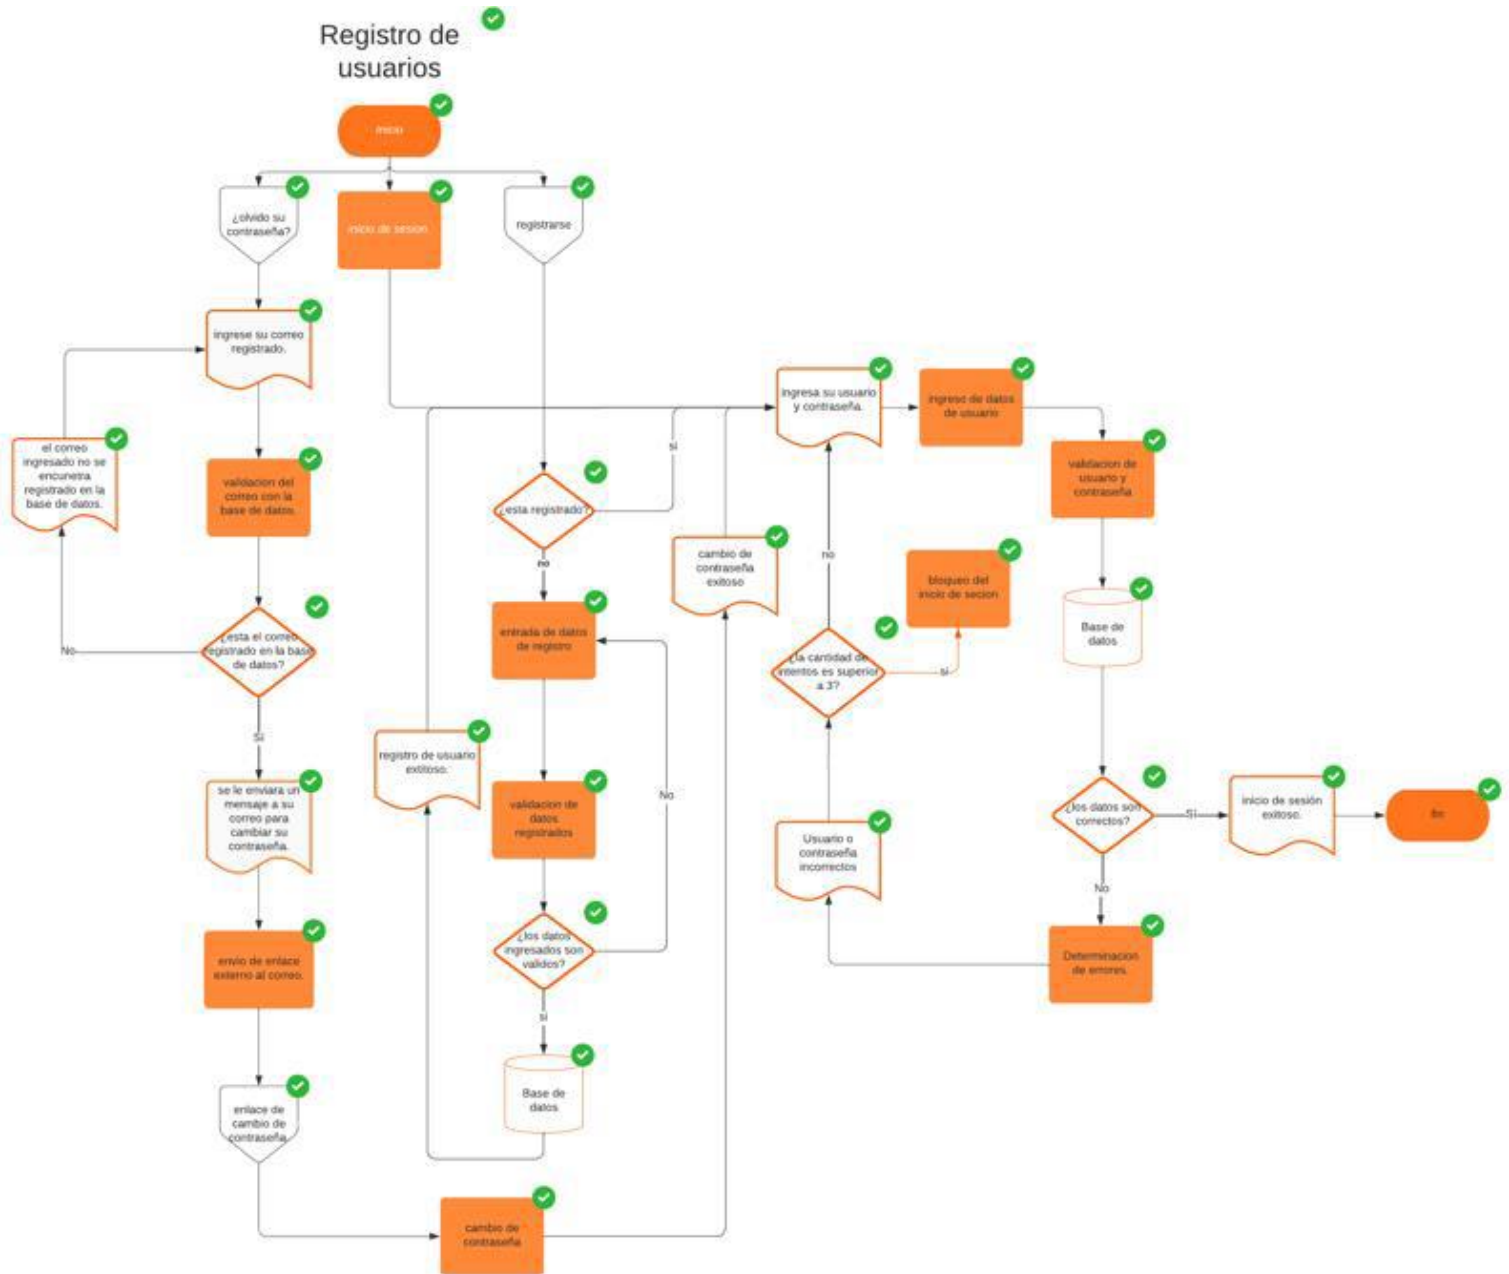 Registro de
usuarios
inicio
¿olvido su
contraseña?
inicio de sesion
registrarse
ingrese su correo
registrado.
el correo
ingresado no se
encunetra
registrado en la
base de datos.
validacion del
correo con la
base de datos.
¿esta el correo
registrado en la base
de datos?
No
Si
se le enviara un
mensaje a su
correo para
cambiar su
contraseña.
envio de enlace
externo al correo.
enlace de
cambio de
contraseña
cambio de
contraseña
¿esta registrado?
si
no
entrada de datos
de registro
validacion de
datos
registrados
¿los datos
ingresados son
validos?
No
si
Base de
datos
registro de usuario
extitoso.
cambio de
contraseña
exitoso
ingresa su usuario
y contraseña.
ingreso de datos
de usuario
validacion de
usuario y
contraseña
Base de
datos
¿los datos son
correctos?
Si
inicio de sesión
exitoso.
fin
No
Determinacion
de errores.
Usuario o
contraseña
incorrectos
¿la cantidad de
intentos es superior
a 3?
no
si
bloqueo del
inicio de secion